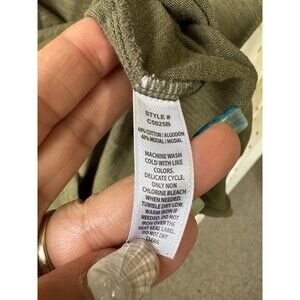 STYLE #
C5025B
60% COTTON / ALGODON
40% MODAL / MODAL
MACHINE WASH
COLD WITH LIKE
COLORS.
DELICATE CYCLE,
ONLY NON
CHLORINE BLEACH
WHEN NEEDED.
TUMBLE DRY LOW.
WARM IRON IF
NEEDED. DO NOT
IRON OVER THE
HEAT SEAL LABEL.
DO NOT DRY
CLEAN.